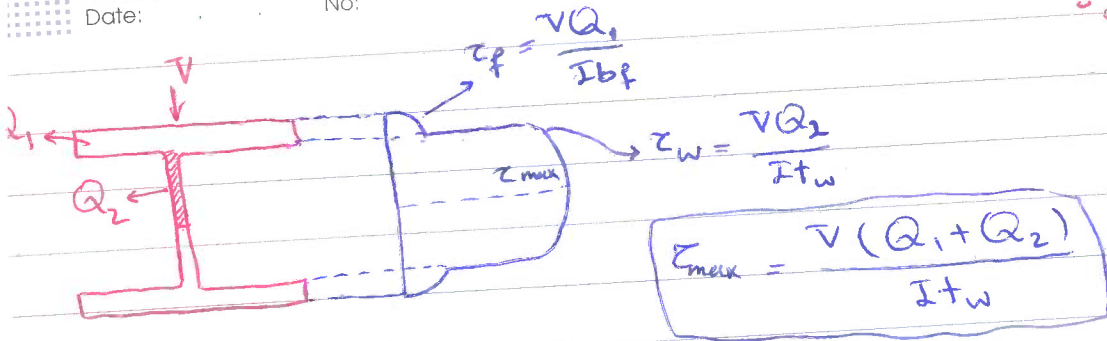 Date: . . No:
τf = VQ₁ / Ibf
V
Q₁
τw = VQ₂ / Itw
τmax
Q₂
τmax = V(Q₁+Q₂) / Itw